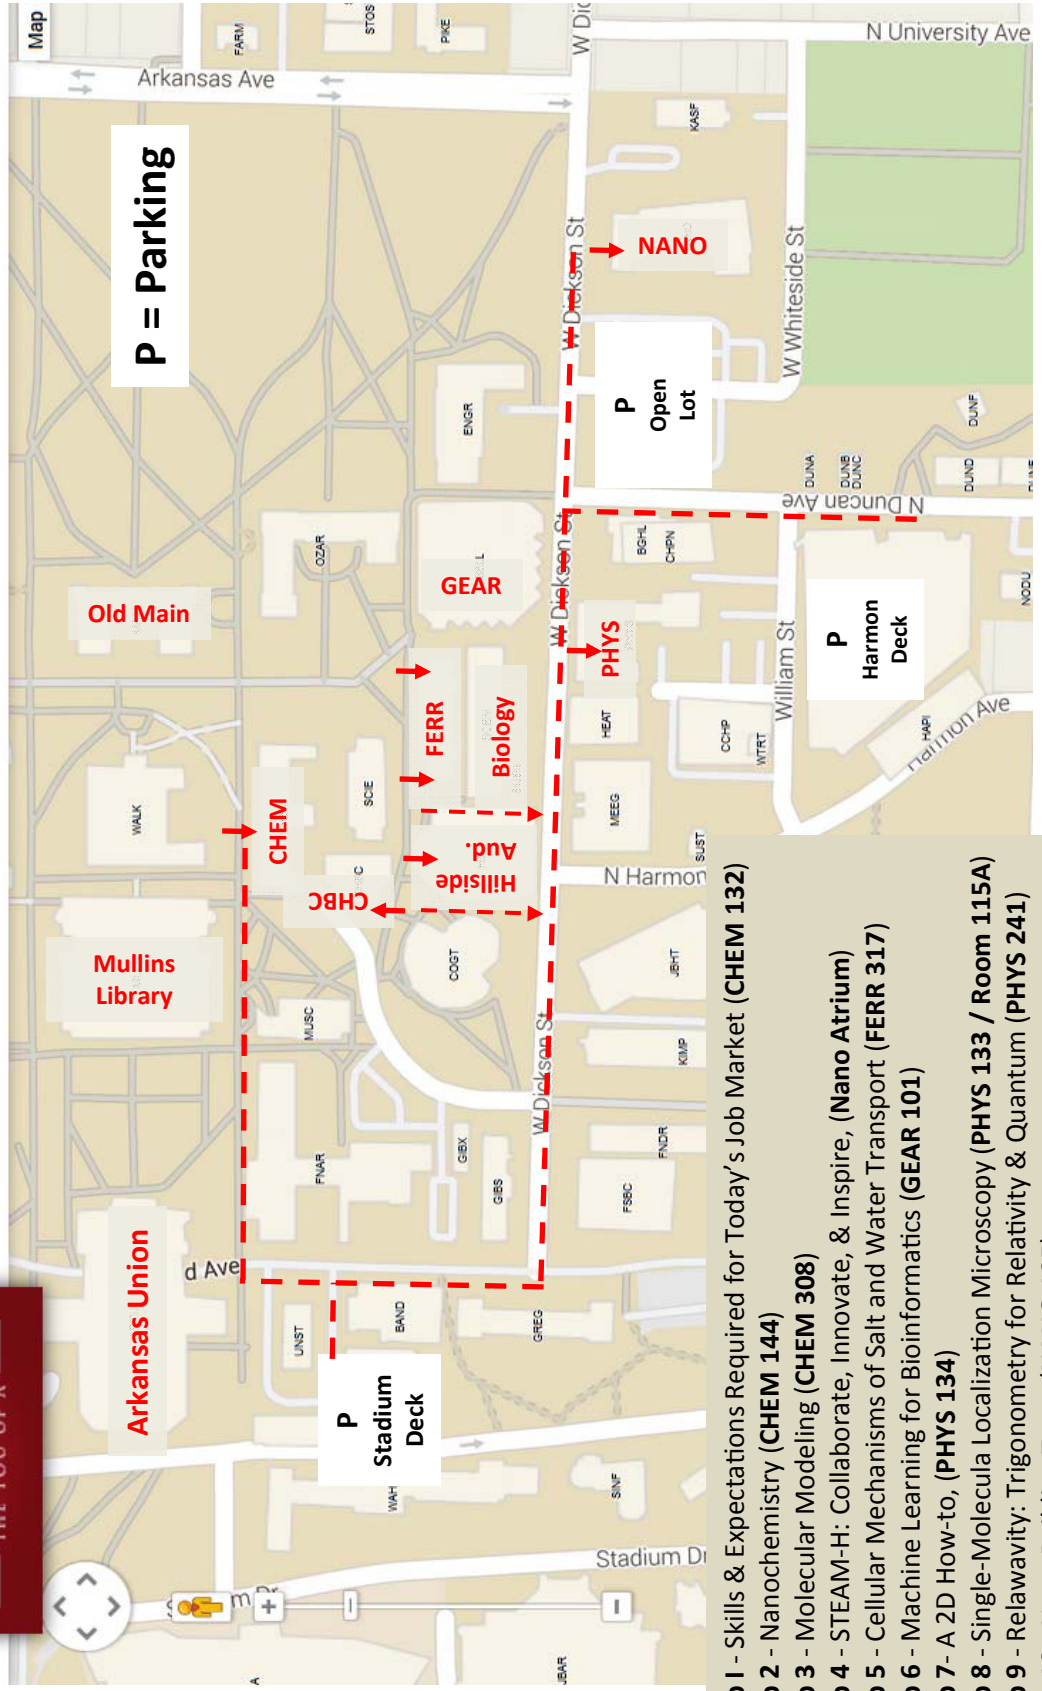 Map
P = Parking
Arkansas Ave
FARM
STOS
PIKE
N University Ave
W Dickson St
KASF
NANO
W Whiteside St
P
Open
Lot
ENGR
OZAR
Old Main
GEAR
L
W Dickson St
BGHL
CHPN
DUNA
DUNB
DUNC
DUND
DUNF
N Duncan Ave
NODU
P
Harmon
Deck
William St
HAPI
Harmon Ave
PHYS
HEAT
CCHP
WTRT
MEEG
SUST
N Harmon
FERR
Biology
SCIE
WALK
CHEM
CHBC
C
Hillside
Aud.
COGT
Mullins
Library
MUSC
JBHT
KIMP
W Dickson St
FNAR
GIBX
GIBS
FNDR
FSBC
Arkansas Union
d Ave
UNST
BAND
GREG
P
Stadium
Deck
WAH
SINF
Stadium Dr
JBAR
A
1 - Skills & Expectations Required for Today's Job Market (CHEM 132)
2 - Nanochemistry (CHEM 144)
3 - Molecular Modeling (CHEM 308)
4 - STEAM-H: Collaborate, Innovate, & Inspire, (Nano Atrium)
5 - Cellular Mechanisms of Salt and Water Transport (FERR 317)
6 - Machine Learning for Bioinformatics (GEAR 101)
7- A 2D How-to, (PHYS 134)
8 - Single-Molecula Localization Microscopy (PHYS 133 / Room 115A)
9 - Relawavity: Trigonometry for Relativity & Quantum (PHYS 241)